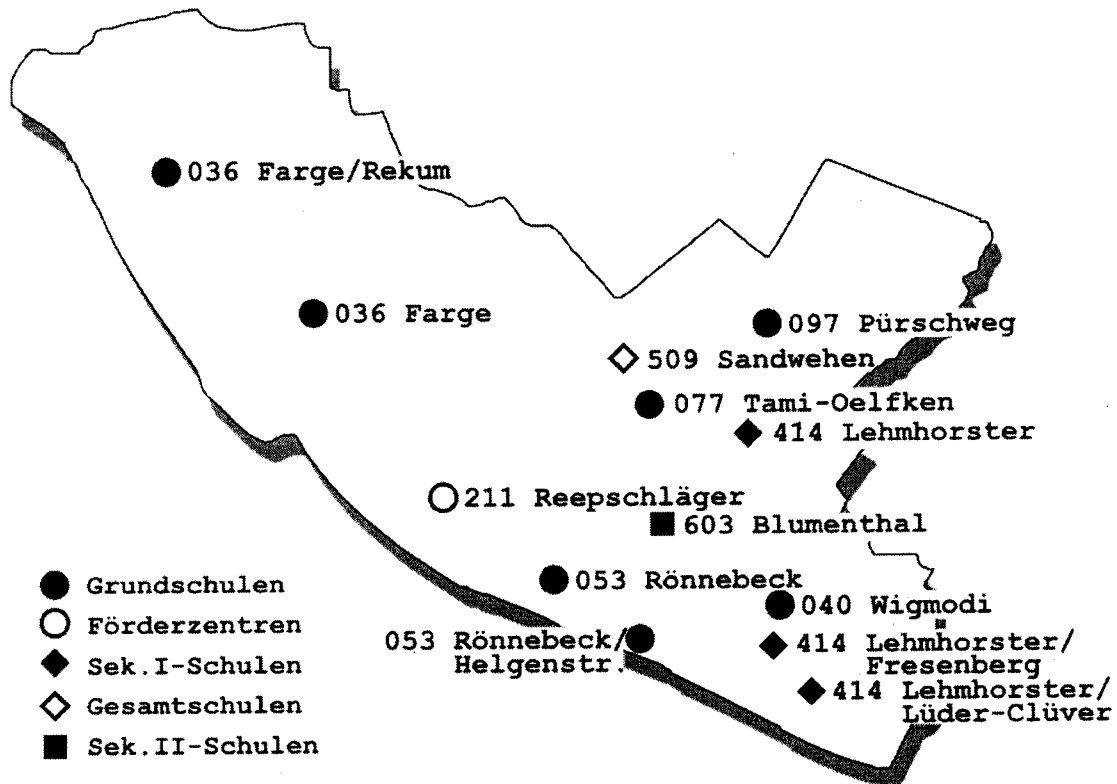 036 Farge/Rekum
036 Farge
097 Pürschweg
509 Sandwehen
077 Tami-Oelfken
414 Lehmhorster
211 Reepschläger
603 Blumenthal
053 Rönnebeck
040 Wigmodi
053 Rönnebeck/
Helgenstr.
414 Lehmhorster/
Fresenberg
414 Lehmhorster/
Lüder-Clüver
Grundschulen
Förderzentren
Sek.I-Schulen
Gesamtschulen
Sek.II-Schulen